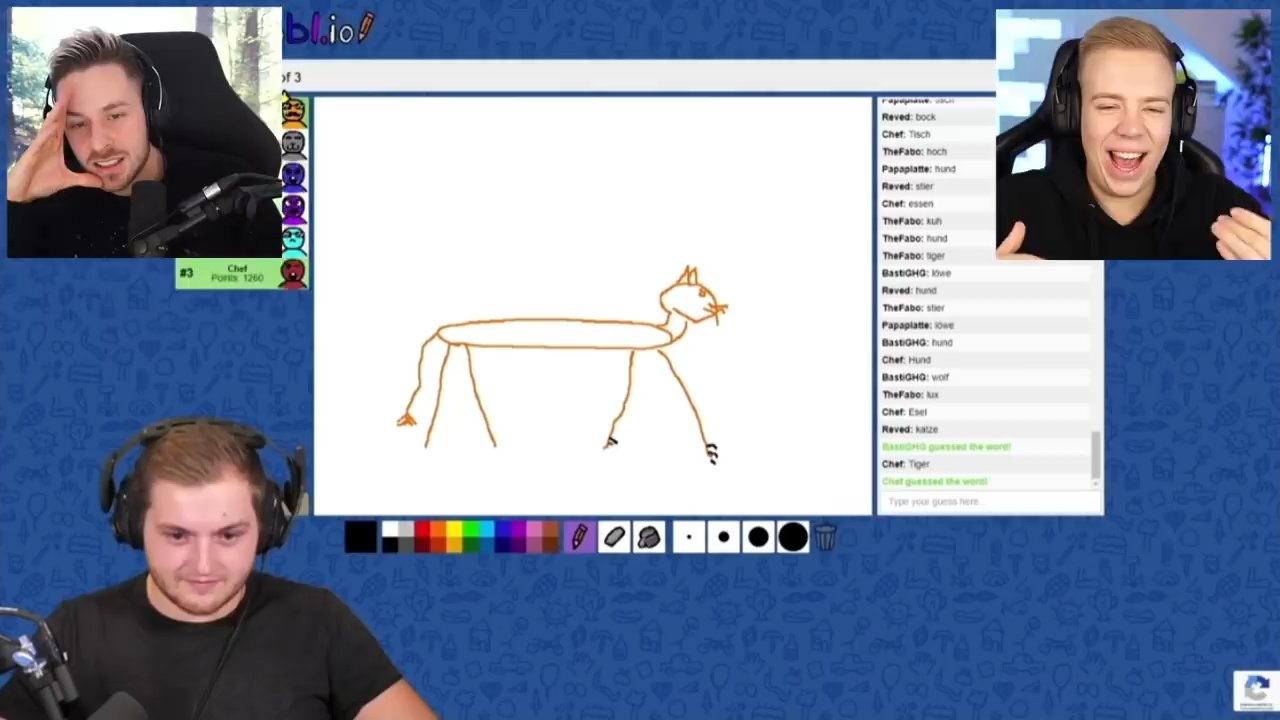 bl.io
of 3
#3
Chef
Points: 1260
Reved: bock
Chef: Tisch
TheFabo: hoch
Papaplatte: hund
Reved: stier
Chef: essen
TheFabo: kuh
TheFabo: hund
TheFabo: tiger
BastiGHG: löwe
Reved: hund
TheFabo: stier
Papaplatte: löwe
BastiGHG: hund
Chef: Hund
BastiGHG: wolf
TheFabo: lux
Chef: Esel
Reved: katze
BastiGHG guessed the word!
Chef: Tiger
Chef guessed the word!
Type your guess here...